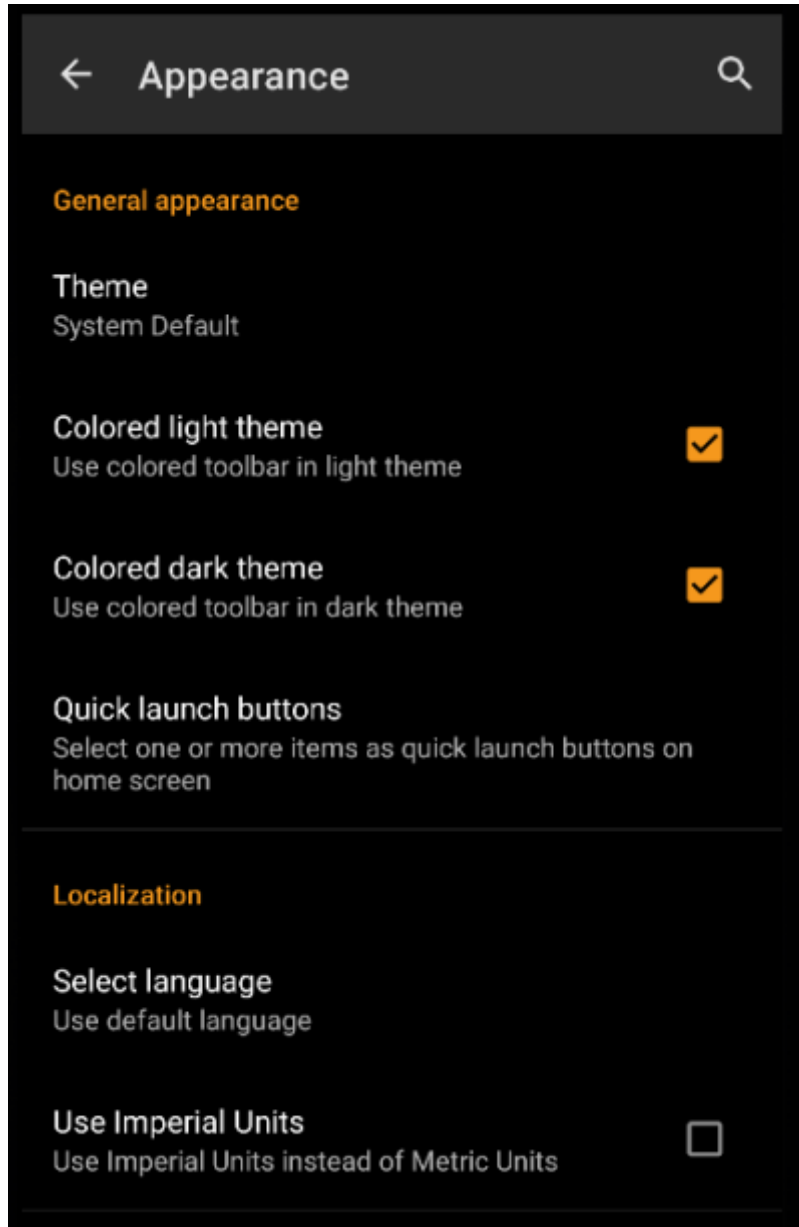 Appearance
General appearance
Theme
System Default
Colored light theme
Use colored toolbar in light theme
Colored dark theme
Use colored toolbar in dark theme
Quick launch buttons
Select one or more items as quick launch buttons on
home screen
Localization
Select language
Use default language
Use Imperial Units
Use Imperial Units instead of Metric Units